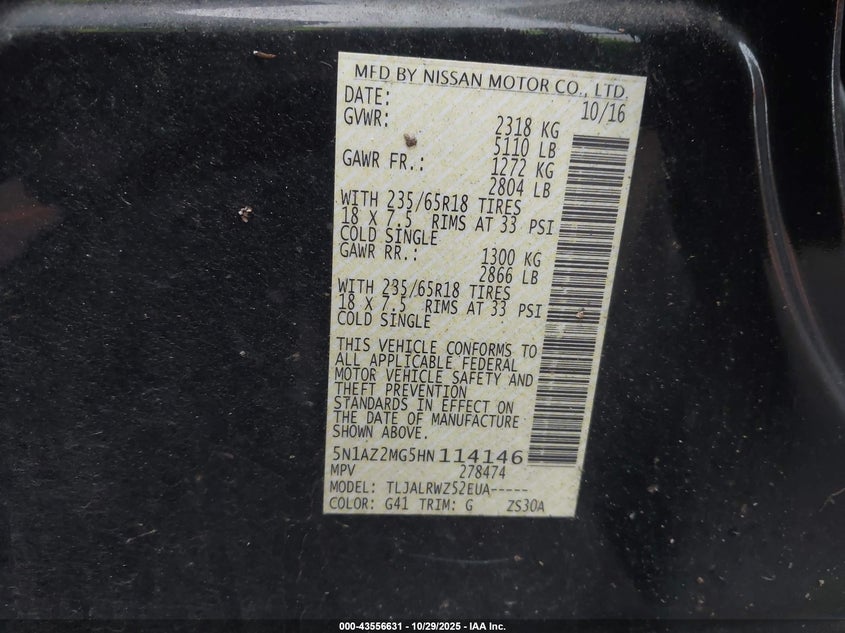 MFD BY NISSAN MOTOR CO., LTD.
DATE: 10/16
GVWR: 2318 KG
5110 LB
GAWR FR.: 1272 KG
2804 LB
WITH 235/65R18 TIRES
18 X 7.5 RIMS AT 33 PSI
COLD SINGLE
GAWR RR.: 1300 KG
2866 LB
WITH 235/65R18 TIRES
18 X 7.5 RIMS AT 33 PSI
COLD SINGLE
THIS VEHICLE CONFORMS TO
ALL APPLICABLE FEDERAL
MOTOR VEHICLE SAFETY AND
THEFT PREVENTION
STANDARDS IN EFFECT ON
THE DATE OF MANUFACTURE
SHOWN ABOVE.
5N1AZ2MG5HN114146
MPV 278474
MODEL: TLJALRWZ52EUA-----
COLOR: G41 TRIM: G ZS30A
000-43556631 - 10/29/2025 - IAA Inc.